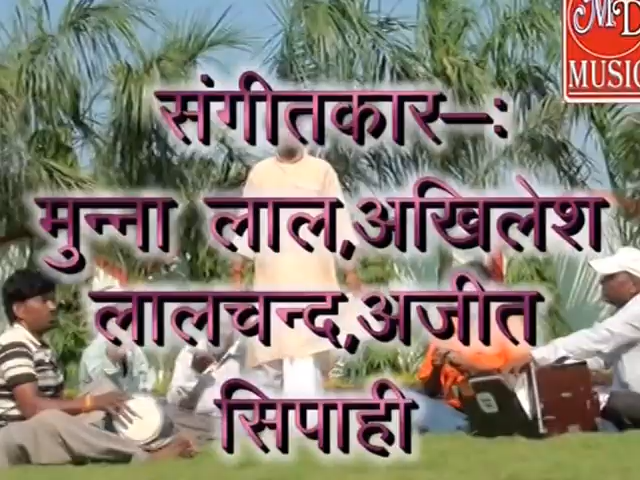 MD
MUSIC
संगीतकार–:
मुन्ना लाल,अखिलेश
लालचन्द,अजीत
सिपाही